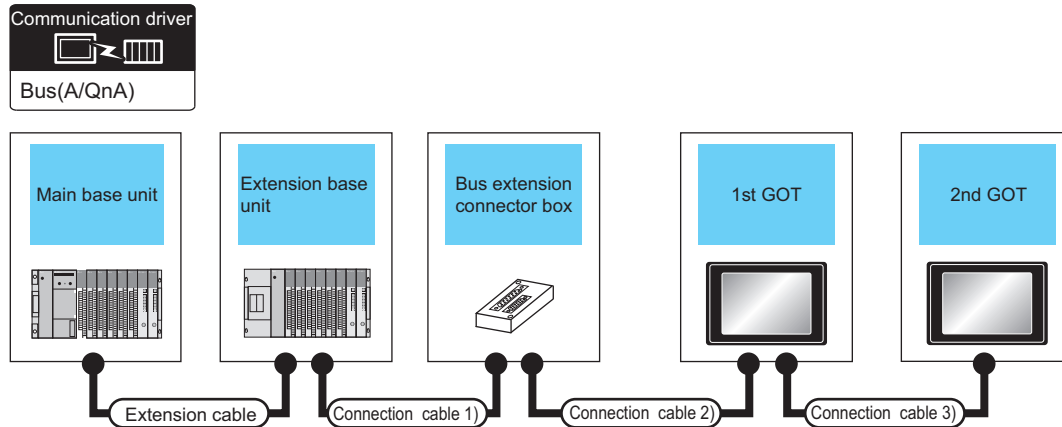 Communication driver
Bus(A/QnA)
Main base unit
Extension base
unit
Bus extension
connector box
1st GOT
2nd GOT
Extension cable
Connection cable 1)
Connection cable 2)
Connection cable 3)